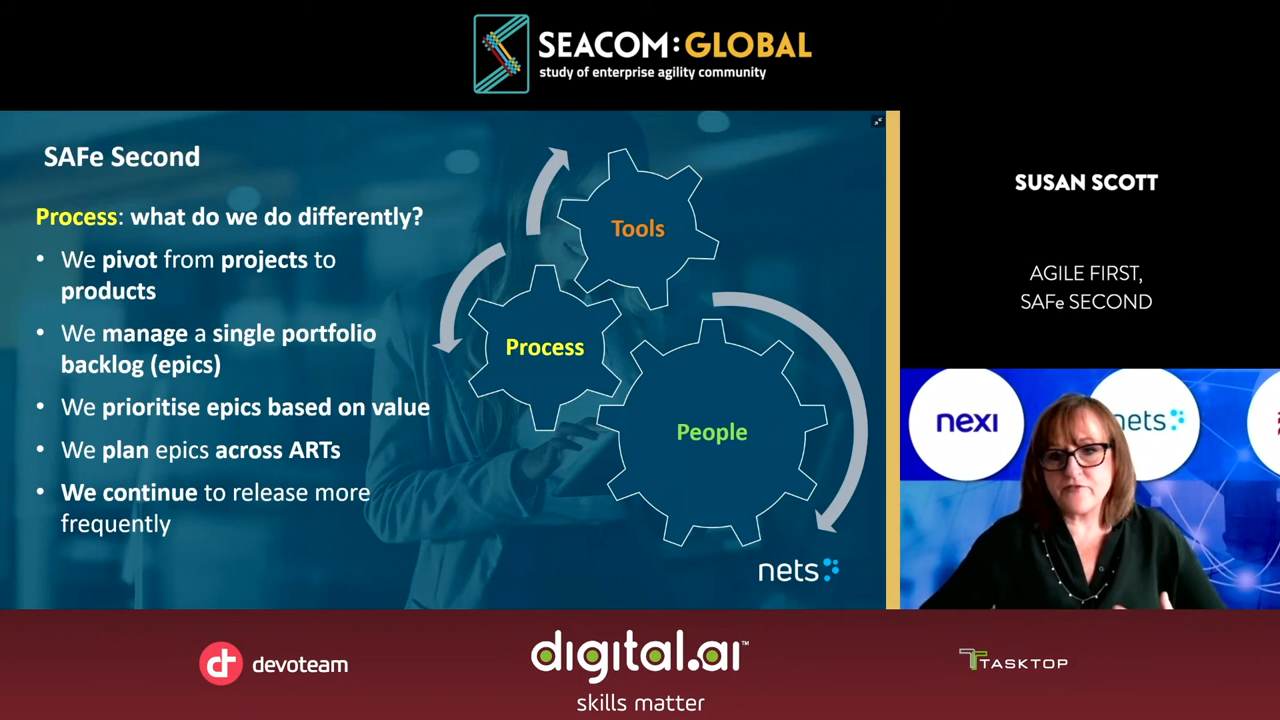 SEACOM:GLOBAL
study of enterprise agility community
SAFe Second
Process: what do we do differently?
• We pivot from projects to
products
• We manage a single portfolio
backlog (epics)
• We prioritise epics based on value
• We plan epics across ARTs
• We continue to release more
frequently
Tools
Process
People
nets
SUSAN SCOTT
AGILE FIRST,
SAFe SECOND
nexi
nets
devoteam
digital.ai™
skills matter
TASKTOP